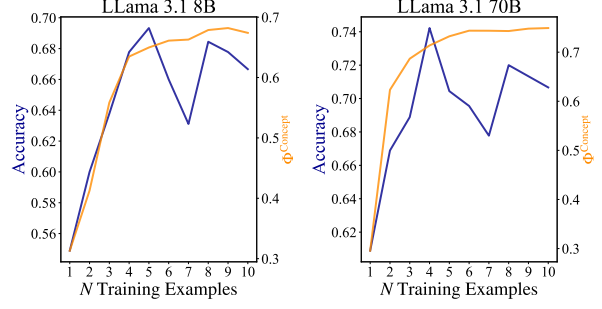 LLama 3.1 8B
0.70
0.68
0.66
0.64
0.62
0.60
0.58
0.56
Accuracy
0.7
0.6
0.5
0.4
0.3
Φ^Concept
1 2 3 4 5 6 7 8 9 10
N Training Examples
LLama 3.1 70B
0.74
0.72
0.70
0.68
0.66
0.64
0.62
Accuracy
0.7
0.6
0.5
0.4
0.3
Φ^Concept
1 2 3 4 5 6 7 8 9 10
N Training Examples